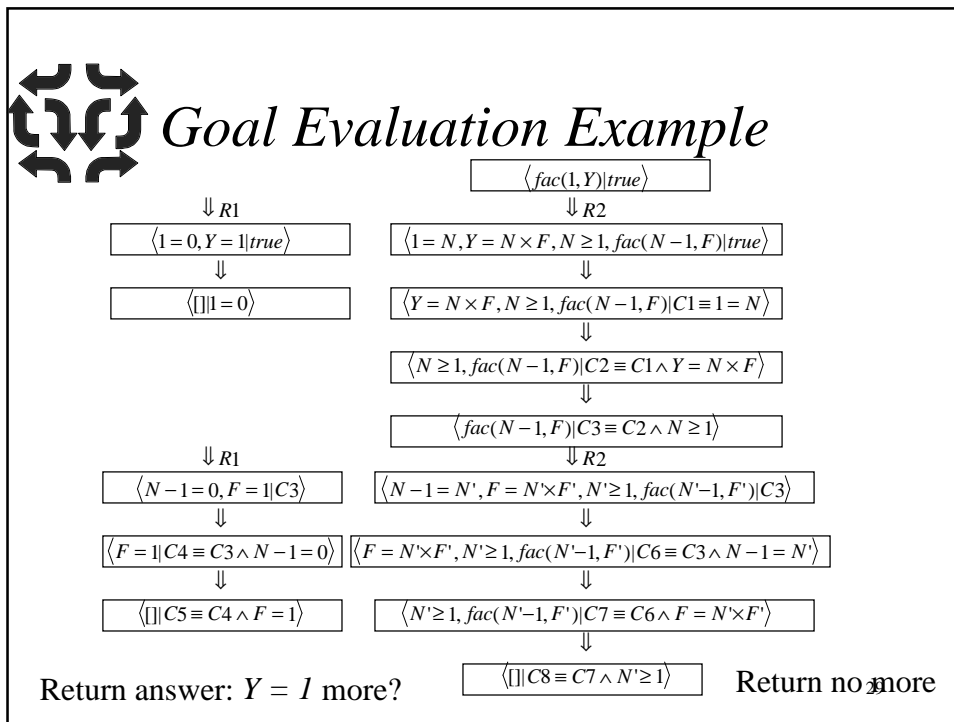 Goal Evaluation Example
⟨fac(1,Y)|true⟩
⇓ R1 ⇓ R2
⟨1 = 0, Y = 1|true⟩ ⟨1 = N, Y = N × F, N ≥ 1, fac(N − 1, F)|true⟩
⇓ ⇓
⟨[]|1 = 0⟩ ⟨Y = N × F, N ≥ 1, fac(N − 1, F)|C1 ≡ 1 = N⟩
⇓
⟨N ≥ 1, fac(N − 1, F)|C2 ≡ C1 ∧ Y = N × F⟩
⇓
⟨fac(N − 1, F)|C3 ≡ C2 ∧ N ≥ 1⟩
⇓ R1 ⇓ R2
⟨N − 1 = 0, F = 1|C3⟩ ⟨N − 1 = N', F = N'×F', N'≥ 1, fac(N'−1, F')|C3⟩
⇓ ⇓
⟨F = 1|C4 ≡ C3 ∧ N − 1 = 0⟩ ⟨F = N'×F', N'≥ 1, fac(N'−1, F')|C6 ≡ C3 ∧ N − 1 = N'⟩
⇓ ⇓
⟨[]|C5 ≡ C4 ∧ F = 1⟩ ⟨N'≥ 1, fac(N'−1, F')|C7 ≡ C6 ∧ F = N'×F'⟩
⇓
⟨[]|C8 ≡ C7 ∧ N'≥ 1⟩
Return answer: Y = 1 more? Return no more
29